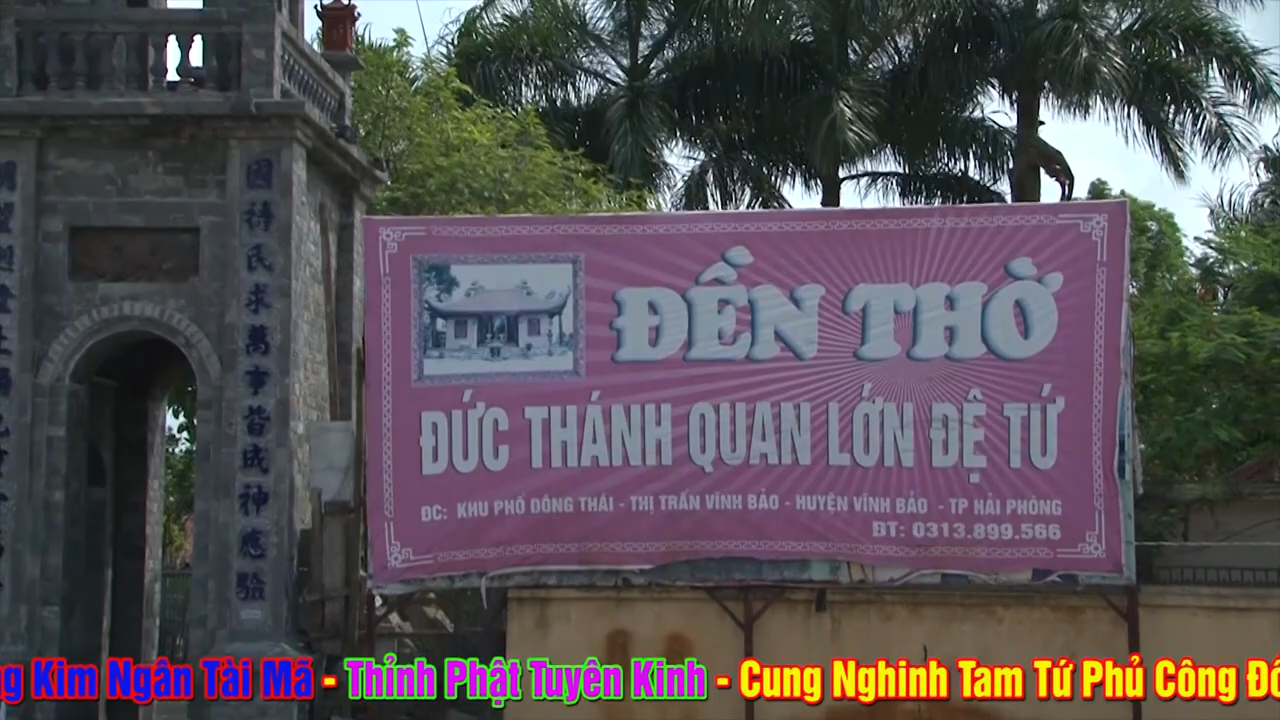 因禱民求萬事皆成神應驗
ĐỀN THỜ
ĐỨC THÁNH QUAN LỚN ĐỆ TỨ
ĐC: KHU PHỐ ĐÔNG THÁI - THỊ TRẤN VĨNH BẢO - HUYỆN VĨNH BẢO - TP HẢI PHÒNG
ĐT: 0313.899.566
Kim Ngân Tài Mã - Thỉnh Phật Tuyên Kinh - Cung Nghinh Tam Tứ Phủ Công